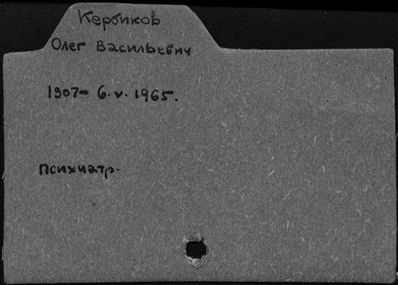 Кербиков
Олег Васильевич
1907- 6.v.1965.
психиатр.